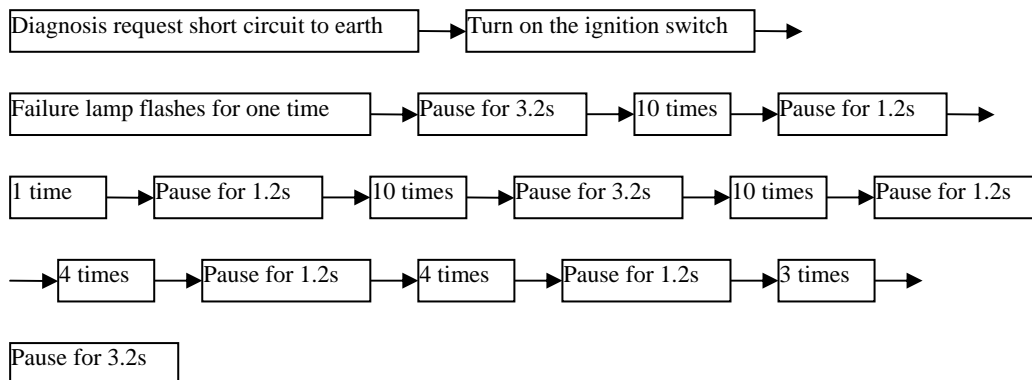 Diagnosis request short circuit to earth Turn on the ignition switch
Failure lamp flashes for one time Pause for 3.2s 10 times Pause for 1.2s
1 time Pause for 1.2s 10 times Pause for 3.2s 10 times Pause for 1.2s
4 times Pause for 1.2s 4 times Pause for 1.2s 3 times
Pause for 3.2s